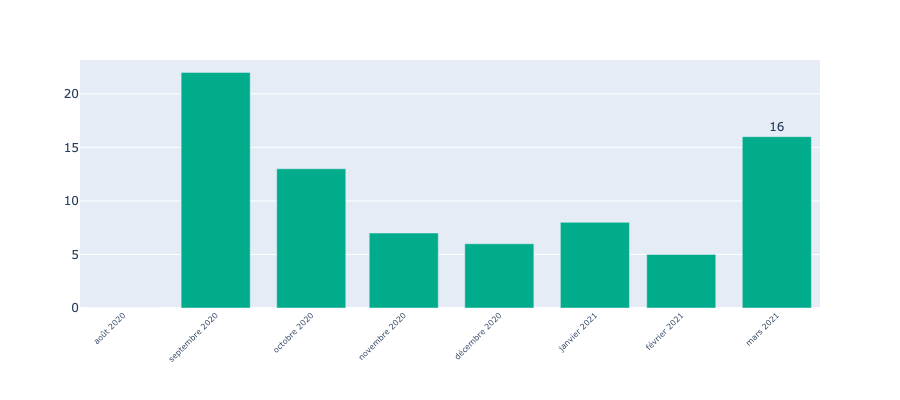 20
15
10
5
0
16
août 2020
septembre 2020
octobre 2020
novembre 2020
décembre 2020
janvier 2021
février 2021
mars 2021